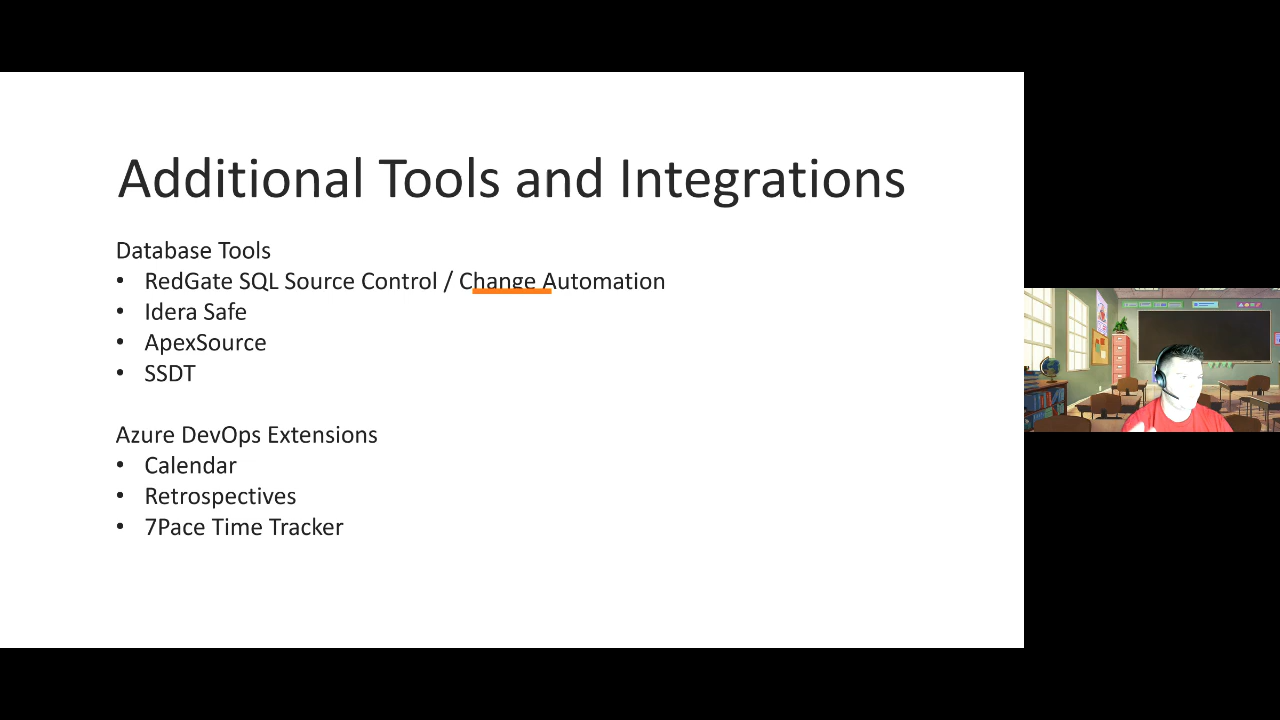 Additional Tools and Integrations
Database Tools
• RedGate SQL Source Control / Change Automation
• Idera Safe
• ApexSource
• SSDT
Azure DevOps Extensions
• Calendar
• Retrospectives
• 7Pace Time Tracker